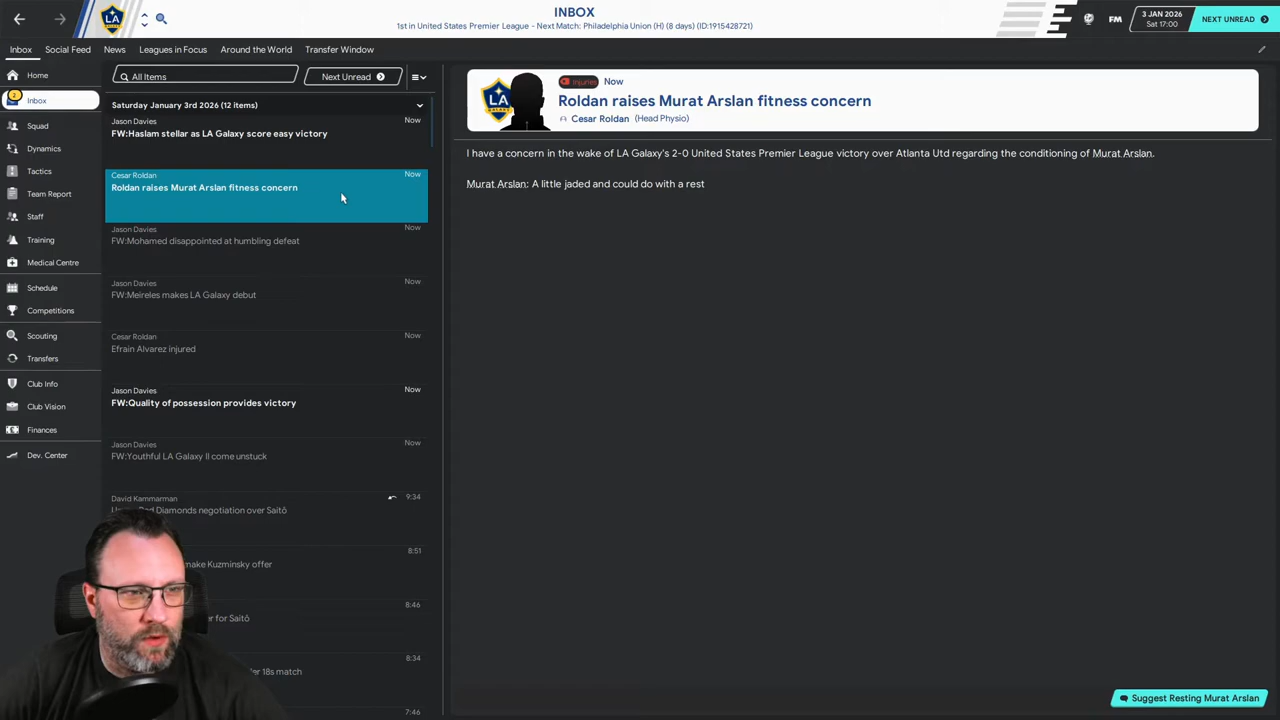 INBOX
1st in United States Premier League - Next Match: Philadelphia Union (H) (8 days) (ID:1915428721)
LA
FM
3 JAN 2026
SAT 17:00
NEXT UNREAD
Inbox Social Feed News Leagues in Focus Around the World Transfer Window
Home
2
Inbox
Squad
Dynamics
Tactics
Team Report
Staff
Training
Medical Centre
Schedule
Competitions
Scouting
Transfers
Club Info
Club Vision
Finances
Dev. Center
All Items
Next Unread
Saturday January 3rd 2026 (12 items)
Jason Davies Now
FW:Haslam stellar as LA Galaxy score easy victory
Cesar Roldan Now
Roldan raises Murat Arslan fitness concern
Jason Davies Now
FW:Mohamed disappointed at humbling defeat
Jason Davies Now
FW:Meireles makes LA Galaxy debut
Cesar Roldan Now
Efrain Alvarez injured
Jason Davies Now
FW:Quality of possession provides victory
Jason Davies Now
FW:Youthful LA Galaxy II come unstuck
David Kammarman 9:34
Red Diamonds negotiation over Saitō
8:51
make Kuzminsky offer
8:46
for Saitō
8:34
18s match
7:46
LA
Injuries Now
Roldan raises Murat Arslan fitness concern
Cesar Roldan (Head Physio)
I have a concern in the wake of LA Galaxy's 2-0 United States Premier League victory over Atlanta Utd regarding the conditioning of Murat Arslan.
Murat Arslan: A little jaded and could do with a rest
Suggest Resting Murat Arslan